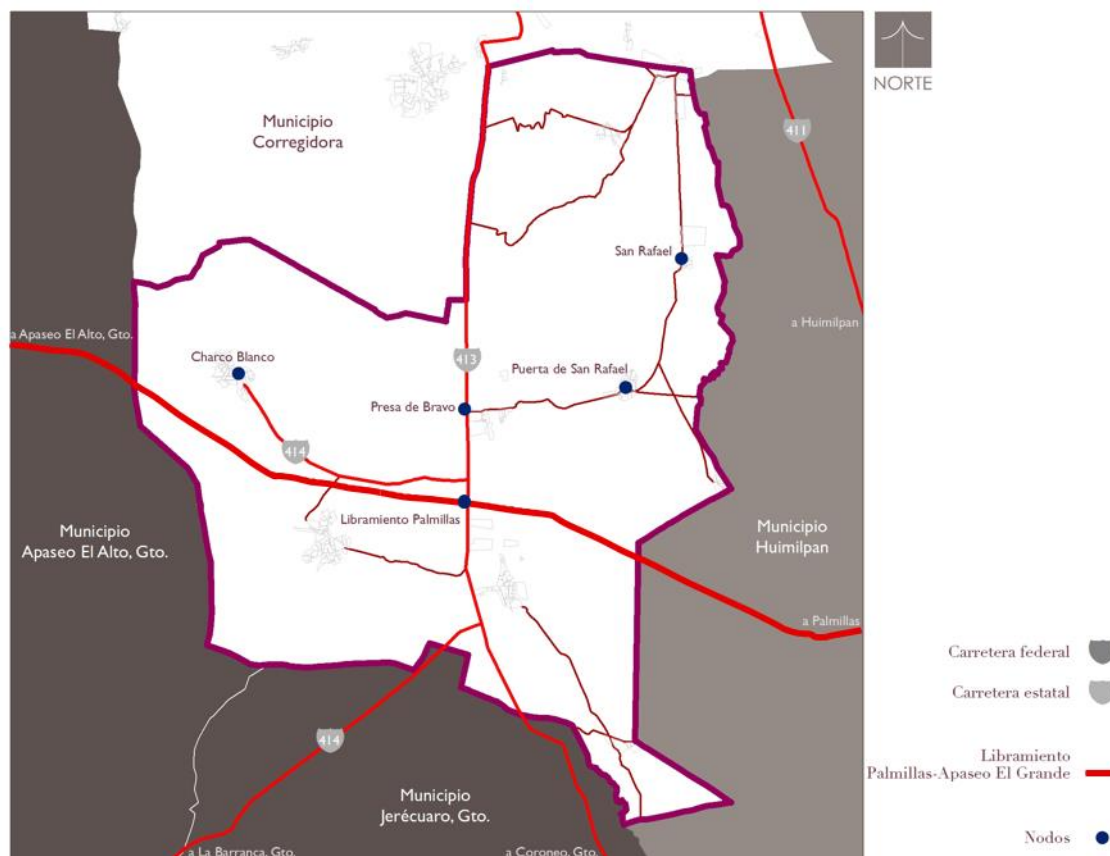 NORTE
Municipio
Corregidora
411
San Rafael
a Huimilpan
a Apaseo El Alto, Gto.
Charco Blanco
413
Puerta de San Rafael
Presa de Bravo
414
Libramiento Palmillas
Municipio
Apaseo El Alto, Gto.
Municipio
Huimilpan
a Palmillas
Carretera federal
Carretera estatal
414
Libramiento
Palmillas-Apaseo El Grande
Municipio
Jerécuaro, Gto.
Nodos
a La Barranca, Gto.
a Coroneo, Gto.